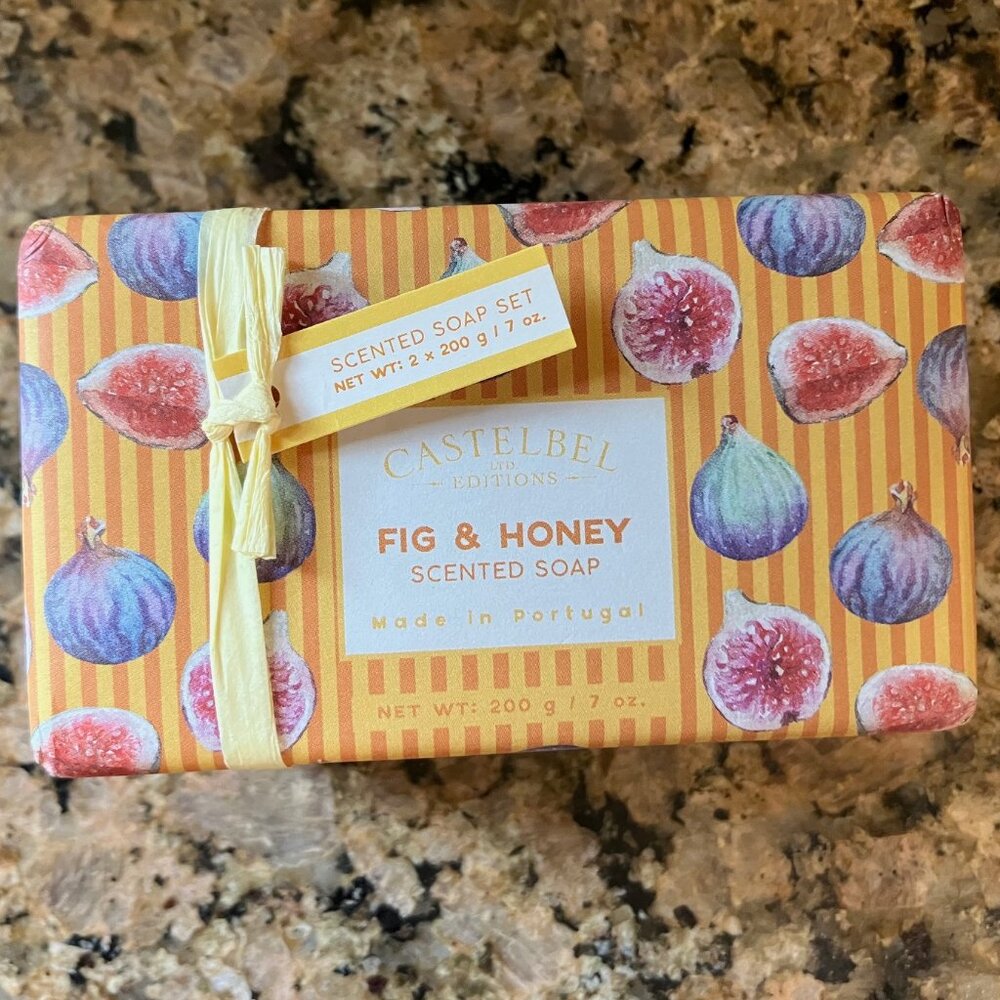 SCENTED SOAP SET
NET WT: 2 x 200 g / 7 oz.
CASTELBEL
LTD.
EDITIONS
FIG & HONEY
SCENTED SOAP
Made in Portugal
NET WT: 200 g / 7 oz.